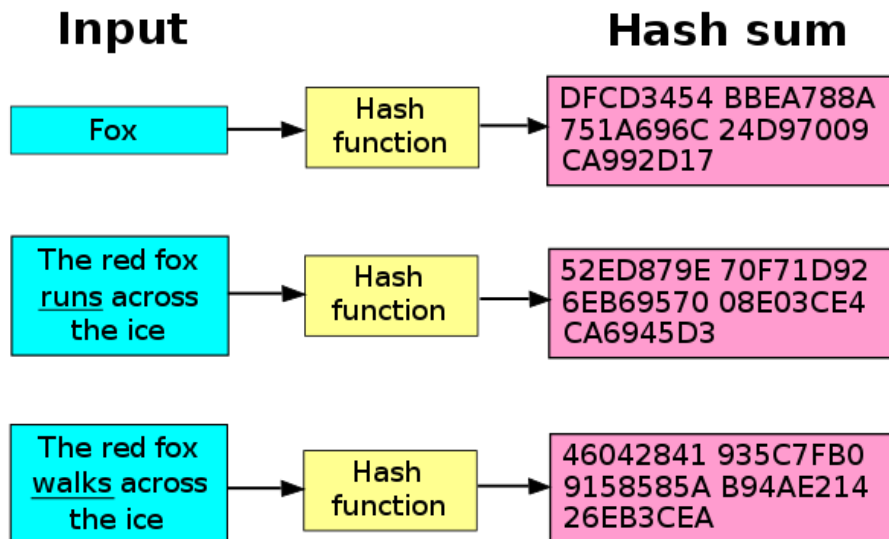 Input Hash sum
Fox
Hash
function
DFCD3454 BBEA788A
751A696C 24D97009
CA992D17
The red fox
runs across
the ice
Hash
function
52ED879E 70F71D92
6EB69570 08E03CE4
CA6945D3
The red fox
walks across
the ice
Hash
function
46042841 935C7FB0
9158585A B94AE214
26EB3CEA